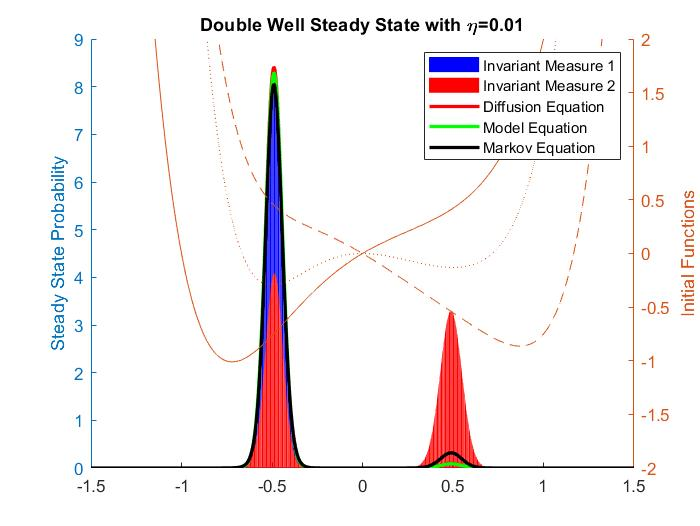 Double Well Steady State with η=0.01
9
8
7
6
5
4
3
2
1
0
Steady State Probability
Invariant Measure 1
Invariant Measure 2
Diffusion Equation
Model Equation
Markov Equation
2
1.5
1
0.5
0
-0.5
-1
-1.5
-2
Initial Functions
-1.5 -1 -0.5 0 0.5 1 1.5